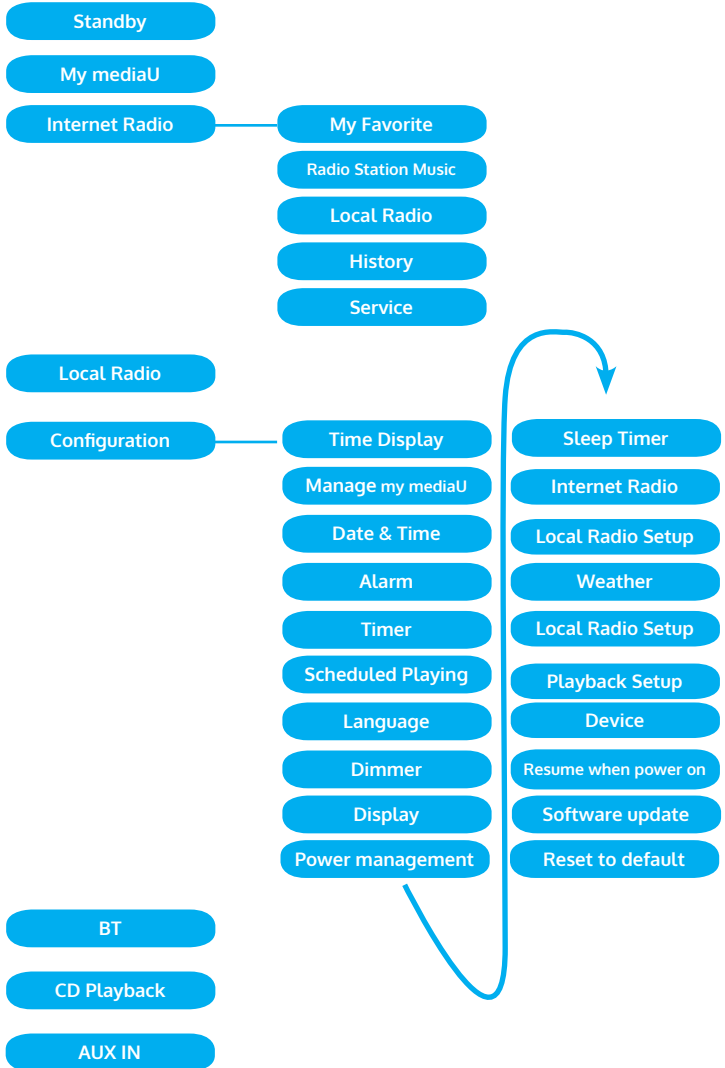 Standby
My mediaU
Internet Radio
My Favorite
Radio Station Music
Local Radio
History
Service
Local Radio
Configuration
Time Display
Manage my mediaU
Date & Time
Alarm
Timer
Scheduled Playing
Language
Dimmer
Display
Power management
Sleep Timer
Internet Radio
Local Radio Setup
Weather
Local Radio Setup
Playback Setup
Device
Resume when power on
Software update
Reset to default
BT
CD Playback
AUX IN